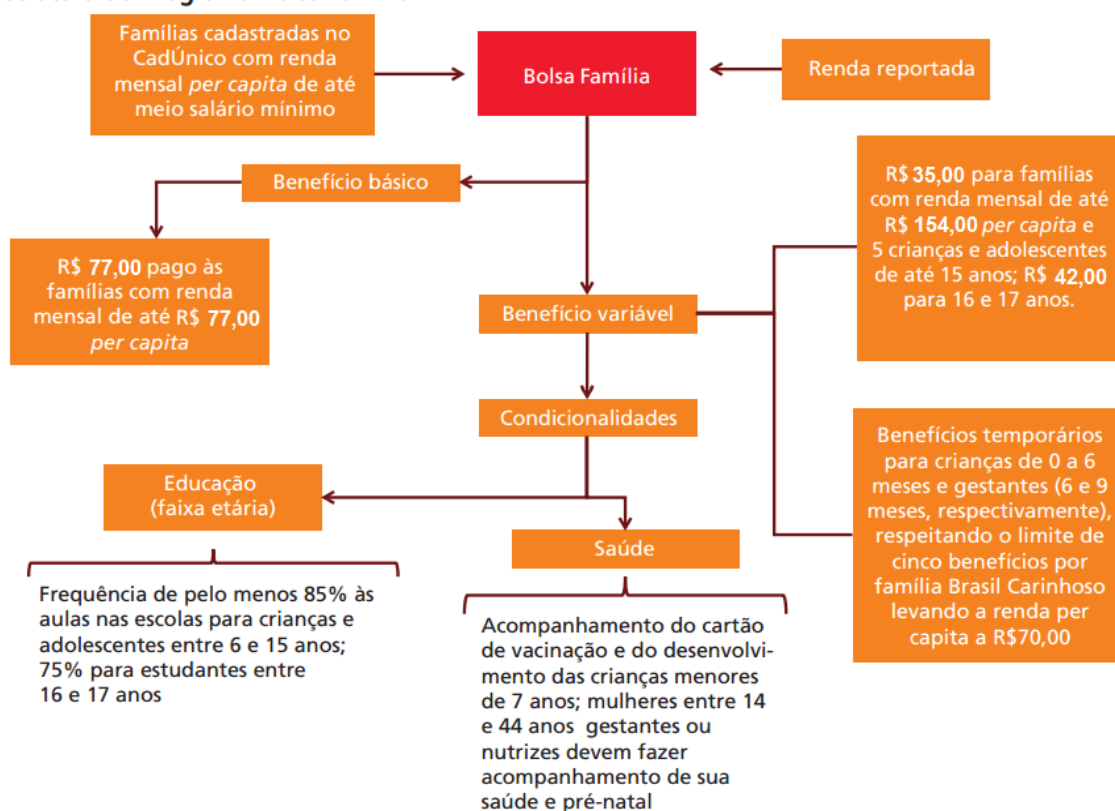 Famílias cadastradas no
CadÚnico com renda
mensal per capita de até
meio salário mínimo
Bolsa Família
Renda reportada
Benefício básico
R$ 77,00 pago às
famílias com renda
mensal de até R$ 77,00
per capita
R$ 35,00 para famílias
com renda mensal de até
R$ 154,00 per capita e
5 crianças e adolescentes
de até 15 anos; R$ 42,00
para 16 e 17 anos.
Benefício variável
Condicionalidades
Benefícios temporários
para crianças de 0 a 6
meses e gestantes (6 e 9
meses, respectivamente),
respeitando o limite de
cinco benefícios por
família Brasil Carinhoso
levando a renda per
capita a R$70,00
Educação
(faixa etária)
Saúde
Frequência de pelo menos 85% às
aulas nas escolas para crianças e
adolescentes entre 6 e 15 anos;
75% para estudantes entre
16 e 17 anos
Acompanhamento do cartão
de vacinação e do desenvolvi-
mento das crianças menores
de 7 anos; mulheres entre 14
e 44 anos gestantes ou
nutrizes devem fazer
acompanhamento de sua
saúde e pré-natal